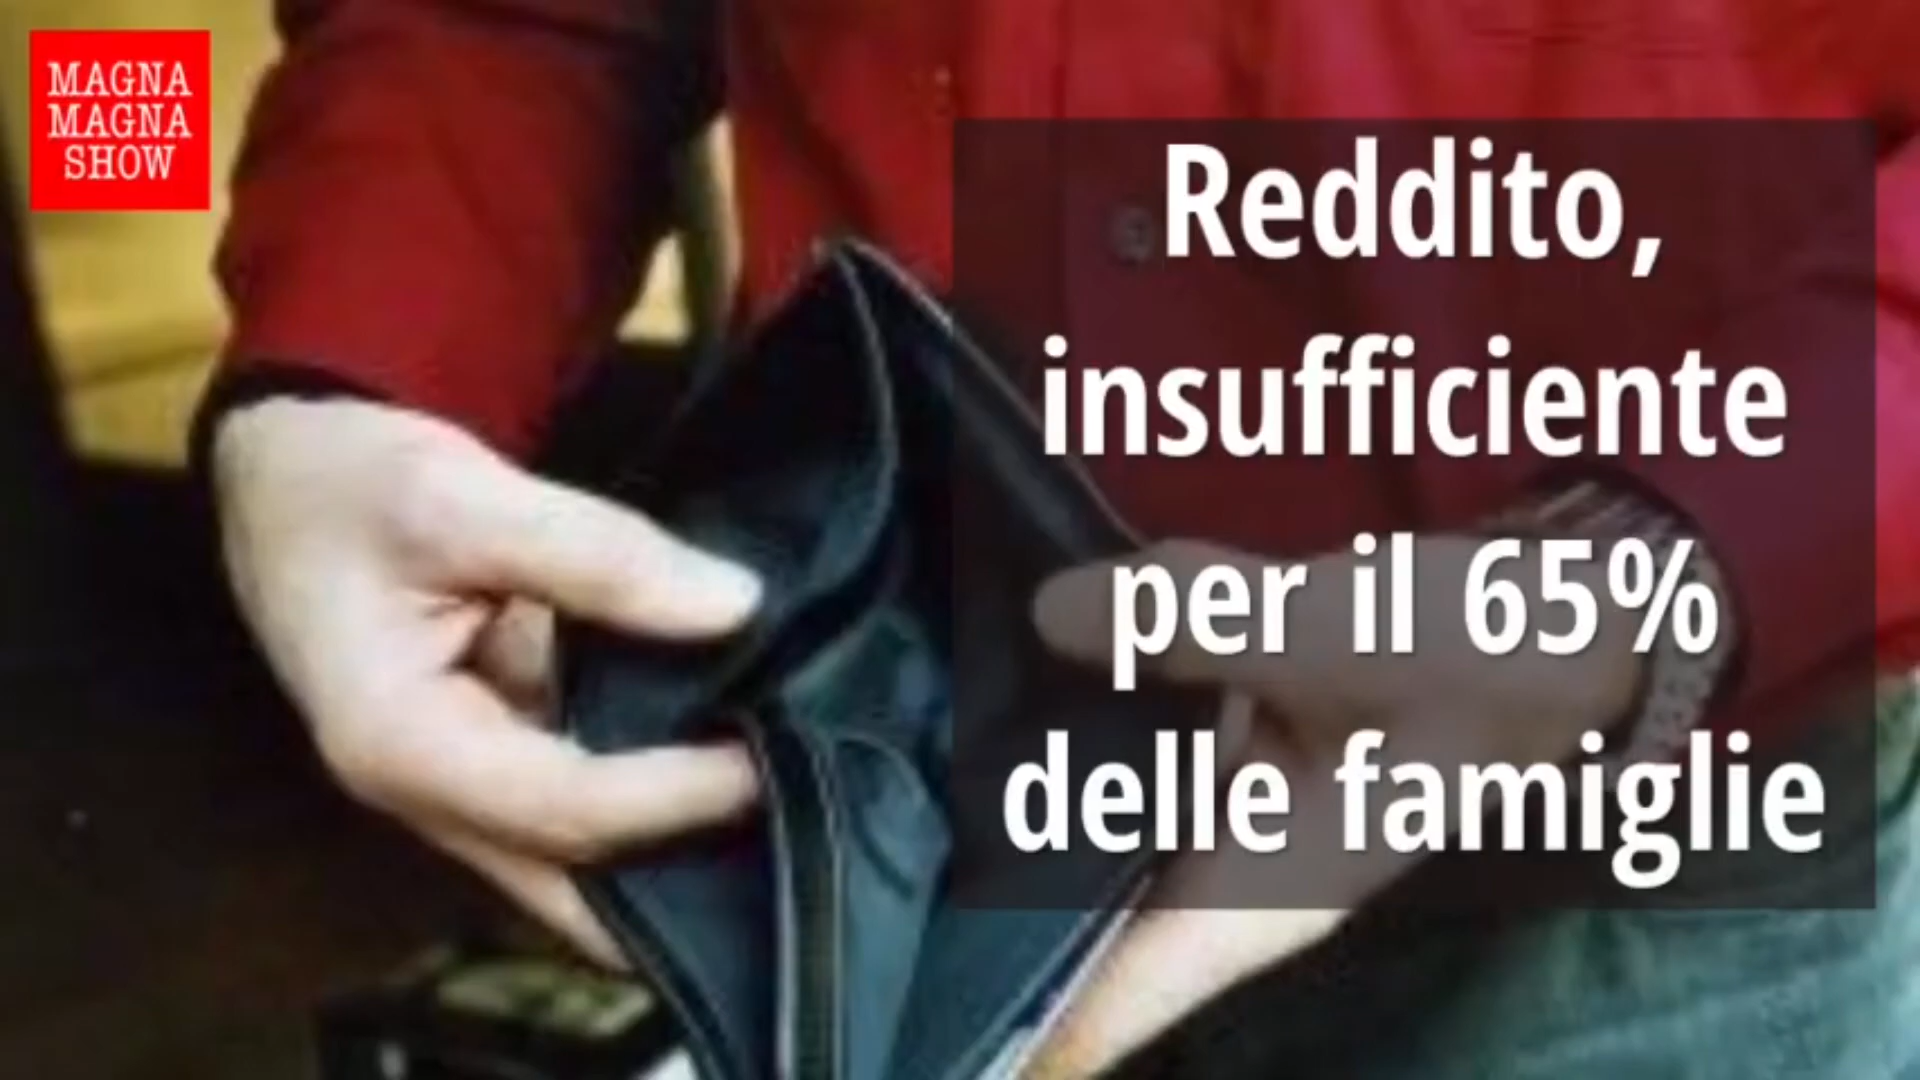 MAGNA
MAGNA
SHOW
Reddito,
insufficiente
per il 65%
delle famiglie